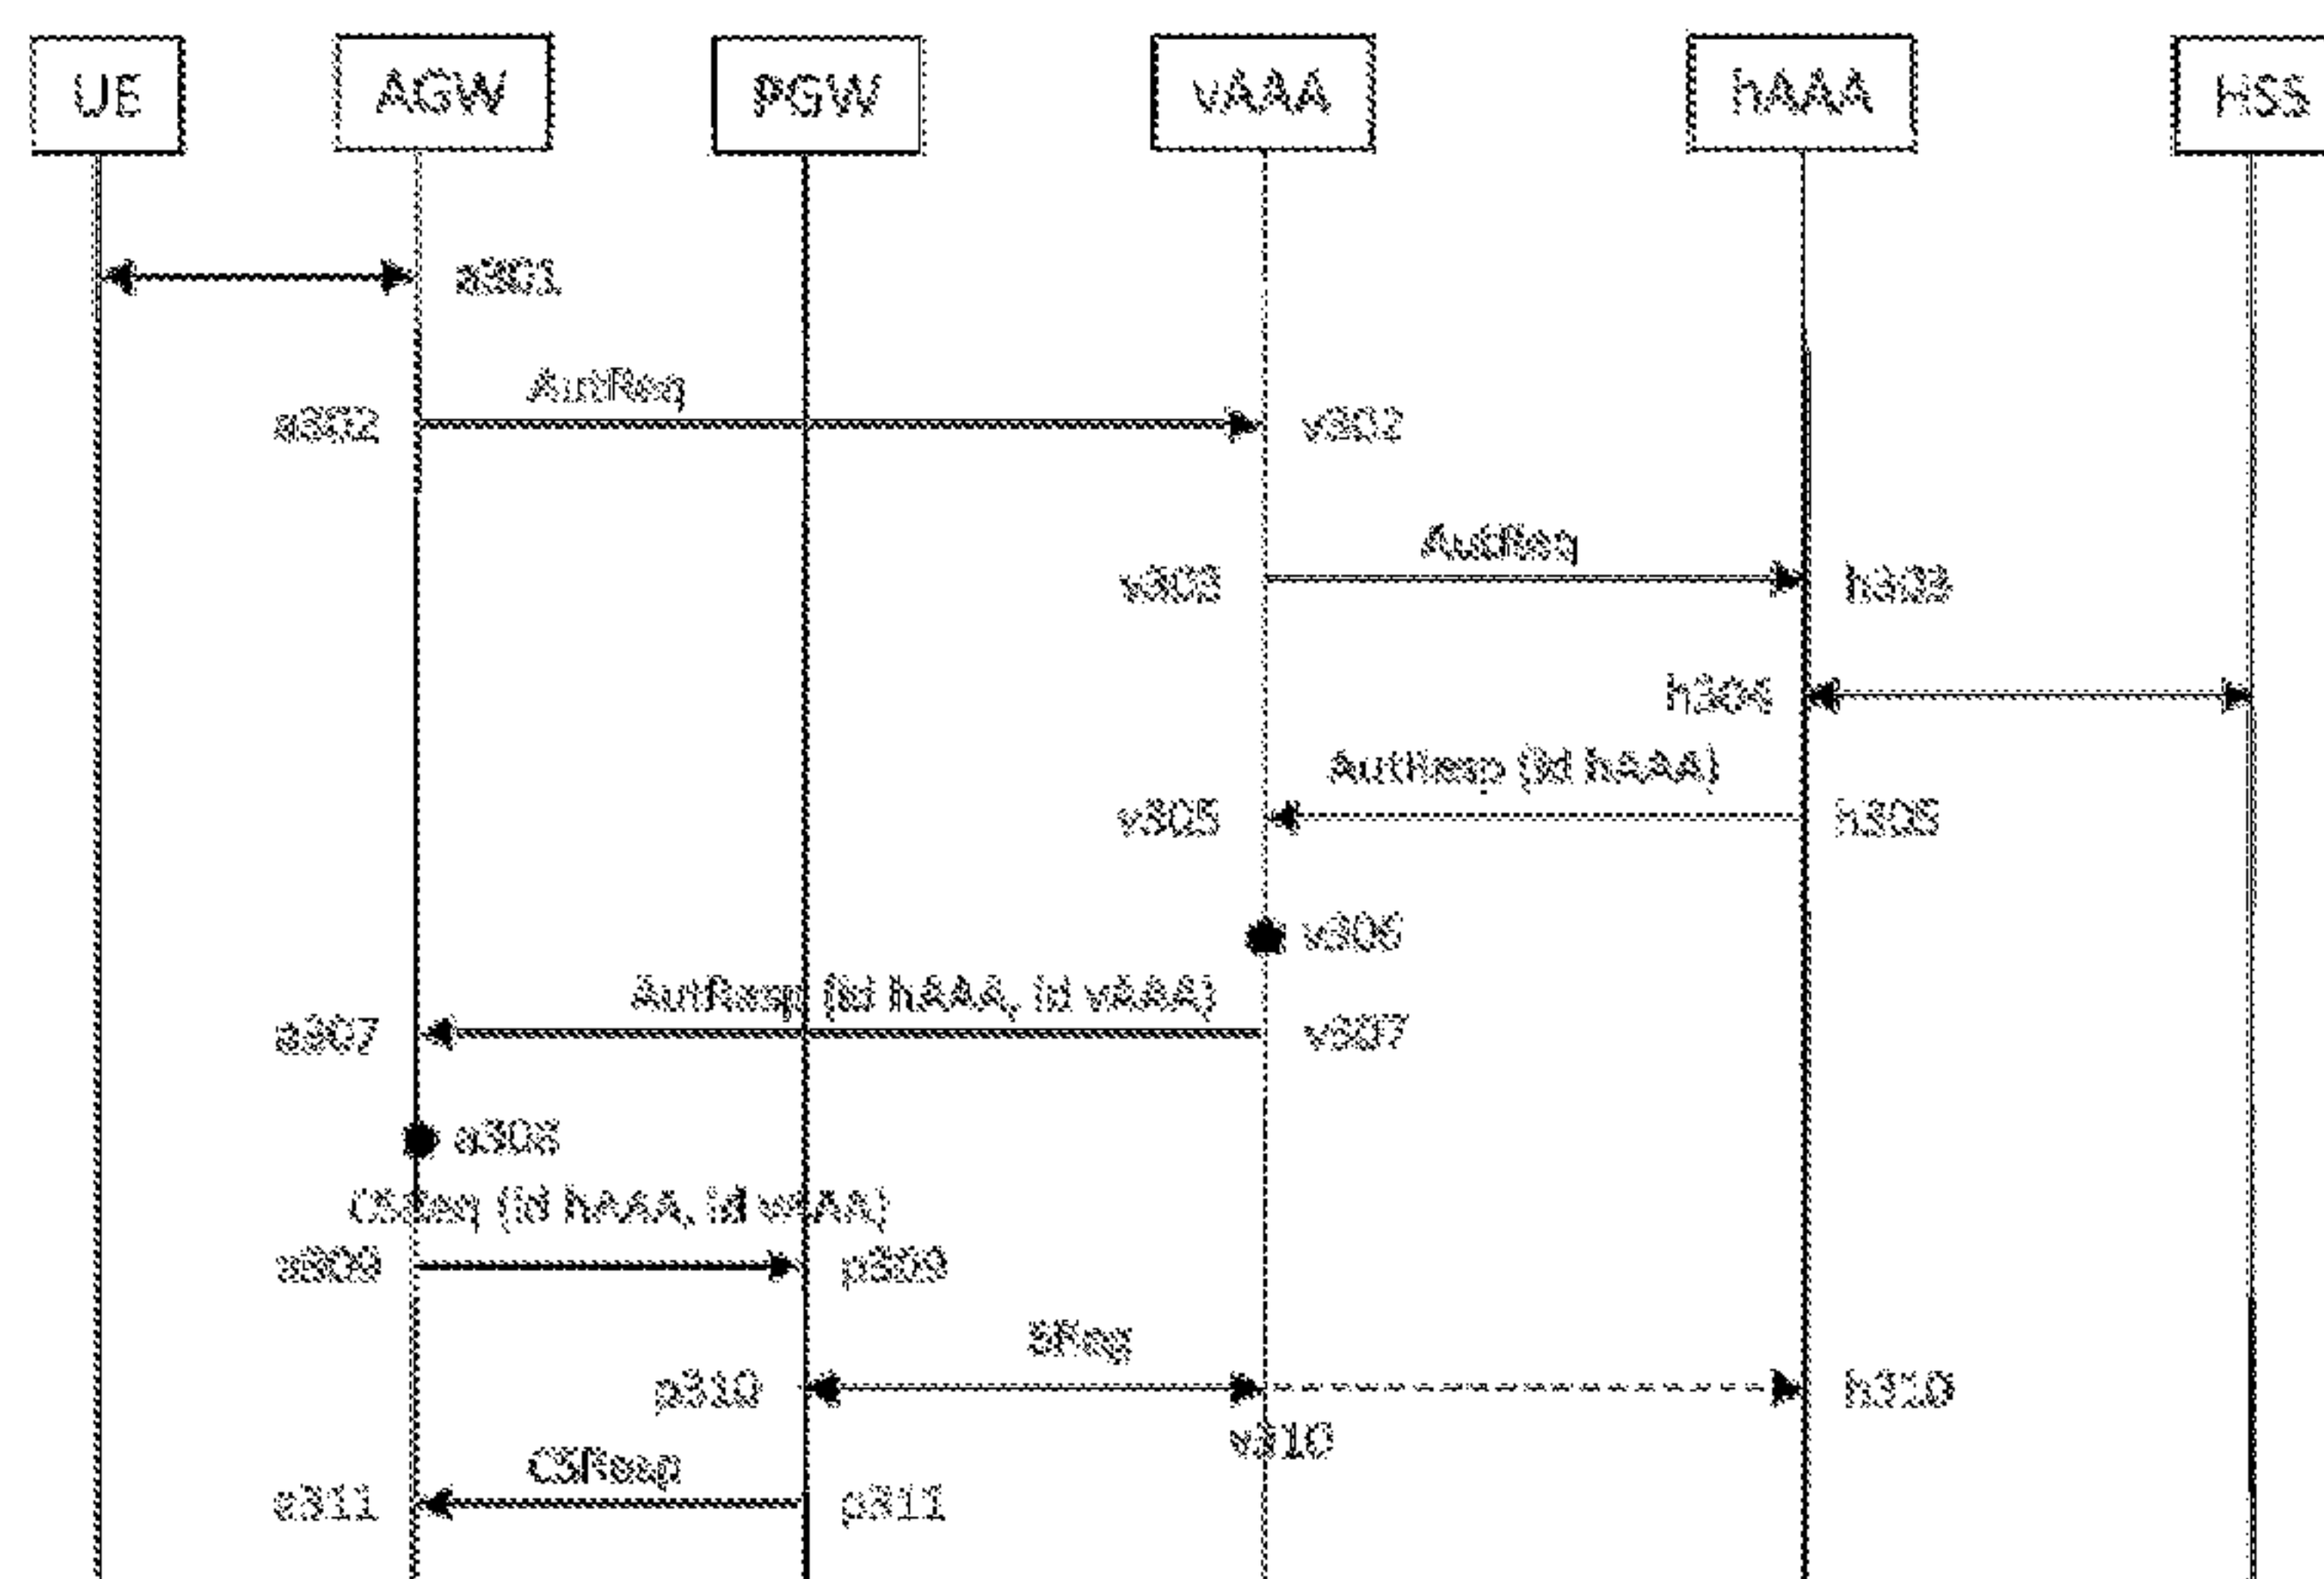 UE AGW PGW vAAA hAAA HSS
a301
AutReq
a302 v302
AutReq
v303 h303
h304
AutResp (id hAAA)
v305 h305
v306
AutResp (id hAAA, id vAAA)
a307 v307
a308
CSReq (id hAAA, id vAAA)
a309 p309
SReg
p310 h310
v310
CSResp
a311 p311